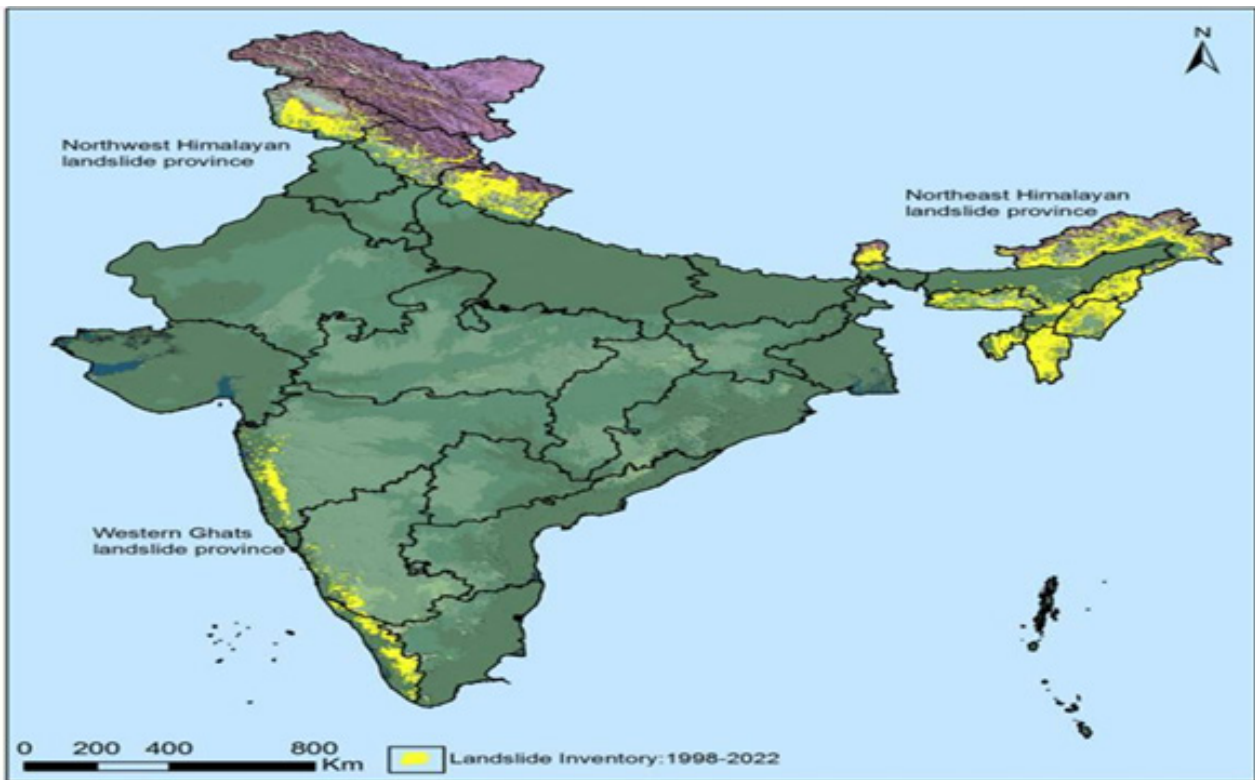 N
Northwest Himalayan
landslide province
Northeast Himalayan
landslide province
Western Ghats
landslide province
0 200 400 800
Km
Landslide Inventory:1998-2022